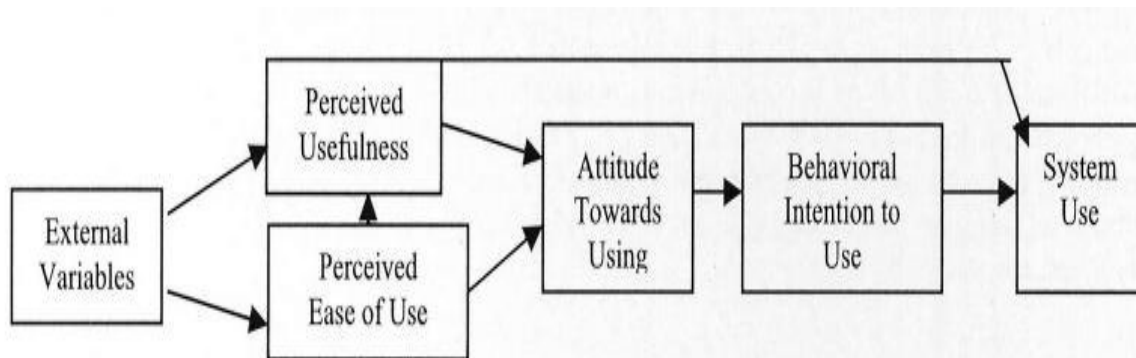 External
Variables
Perceived
Usefulness
Perceived
Ease of Use
Attitude
Towards
Using
Behavioral
Intention to
Use
System
Use